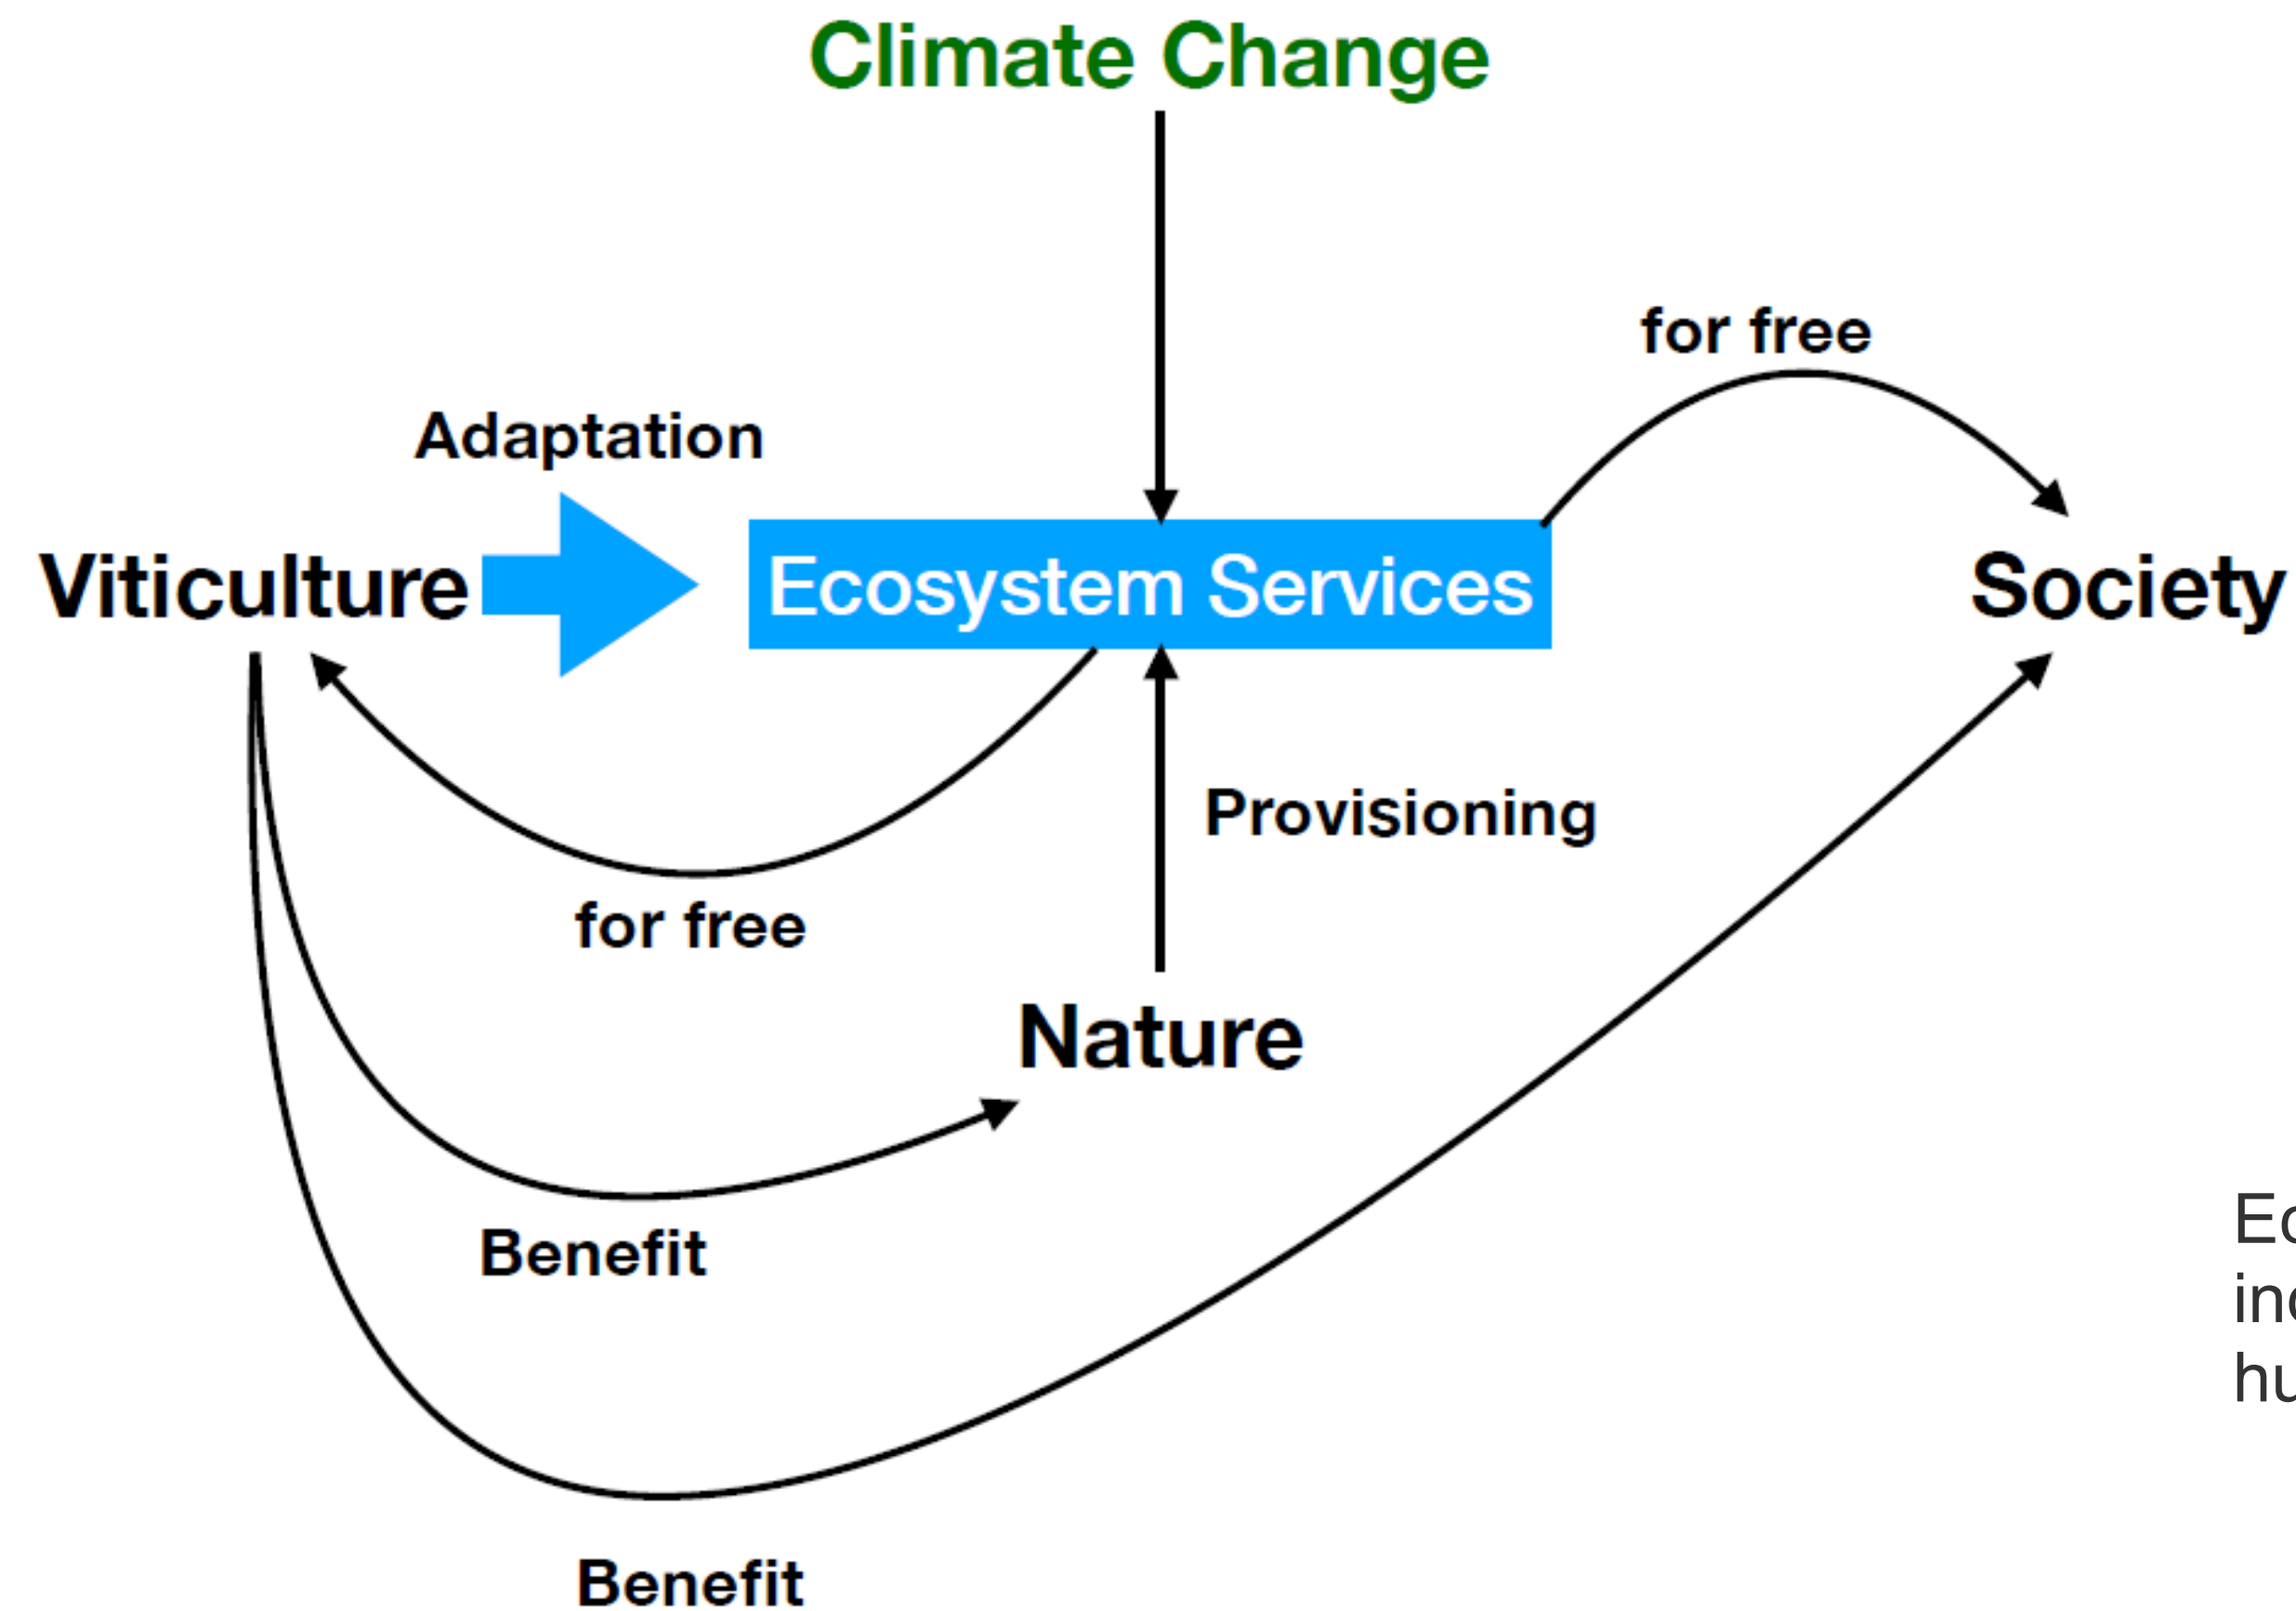 Climate Change
for free
Adaptation
Viticulture
Ecosystem Services
Society
Provisioning
for free
Nature
Benefit
Benefit